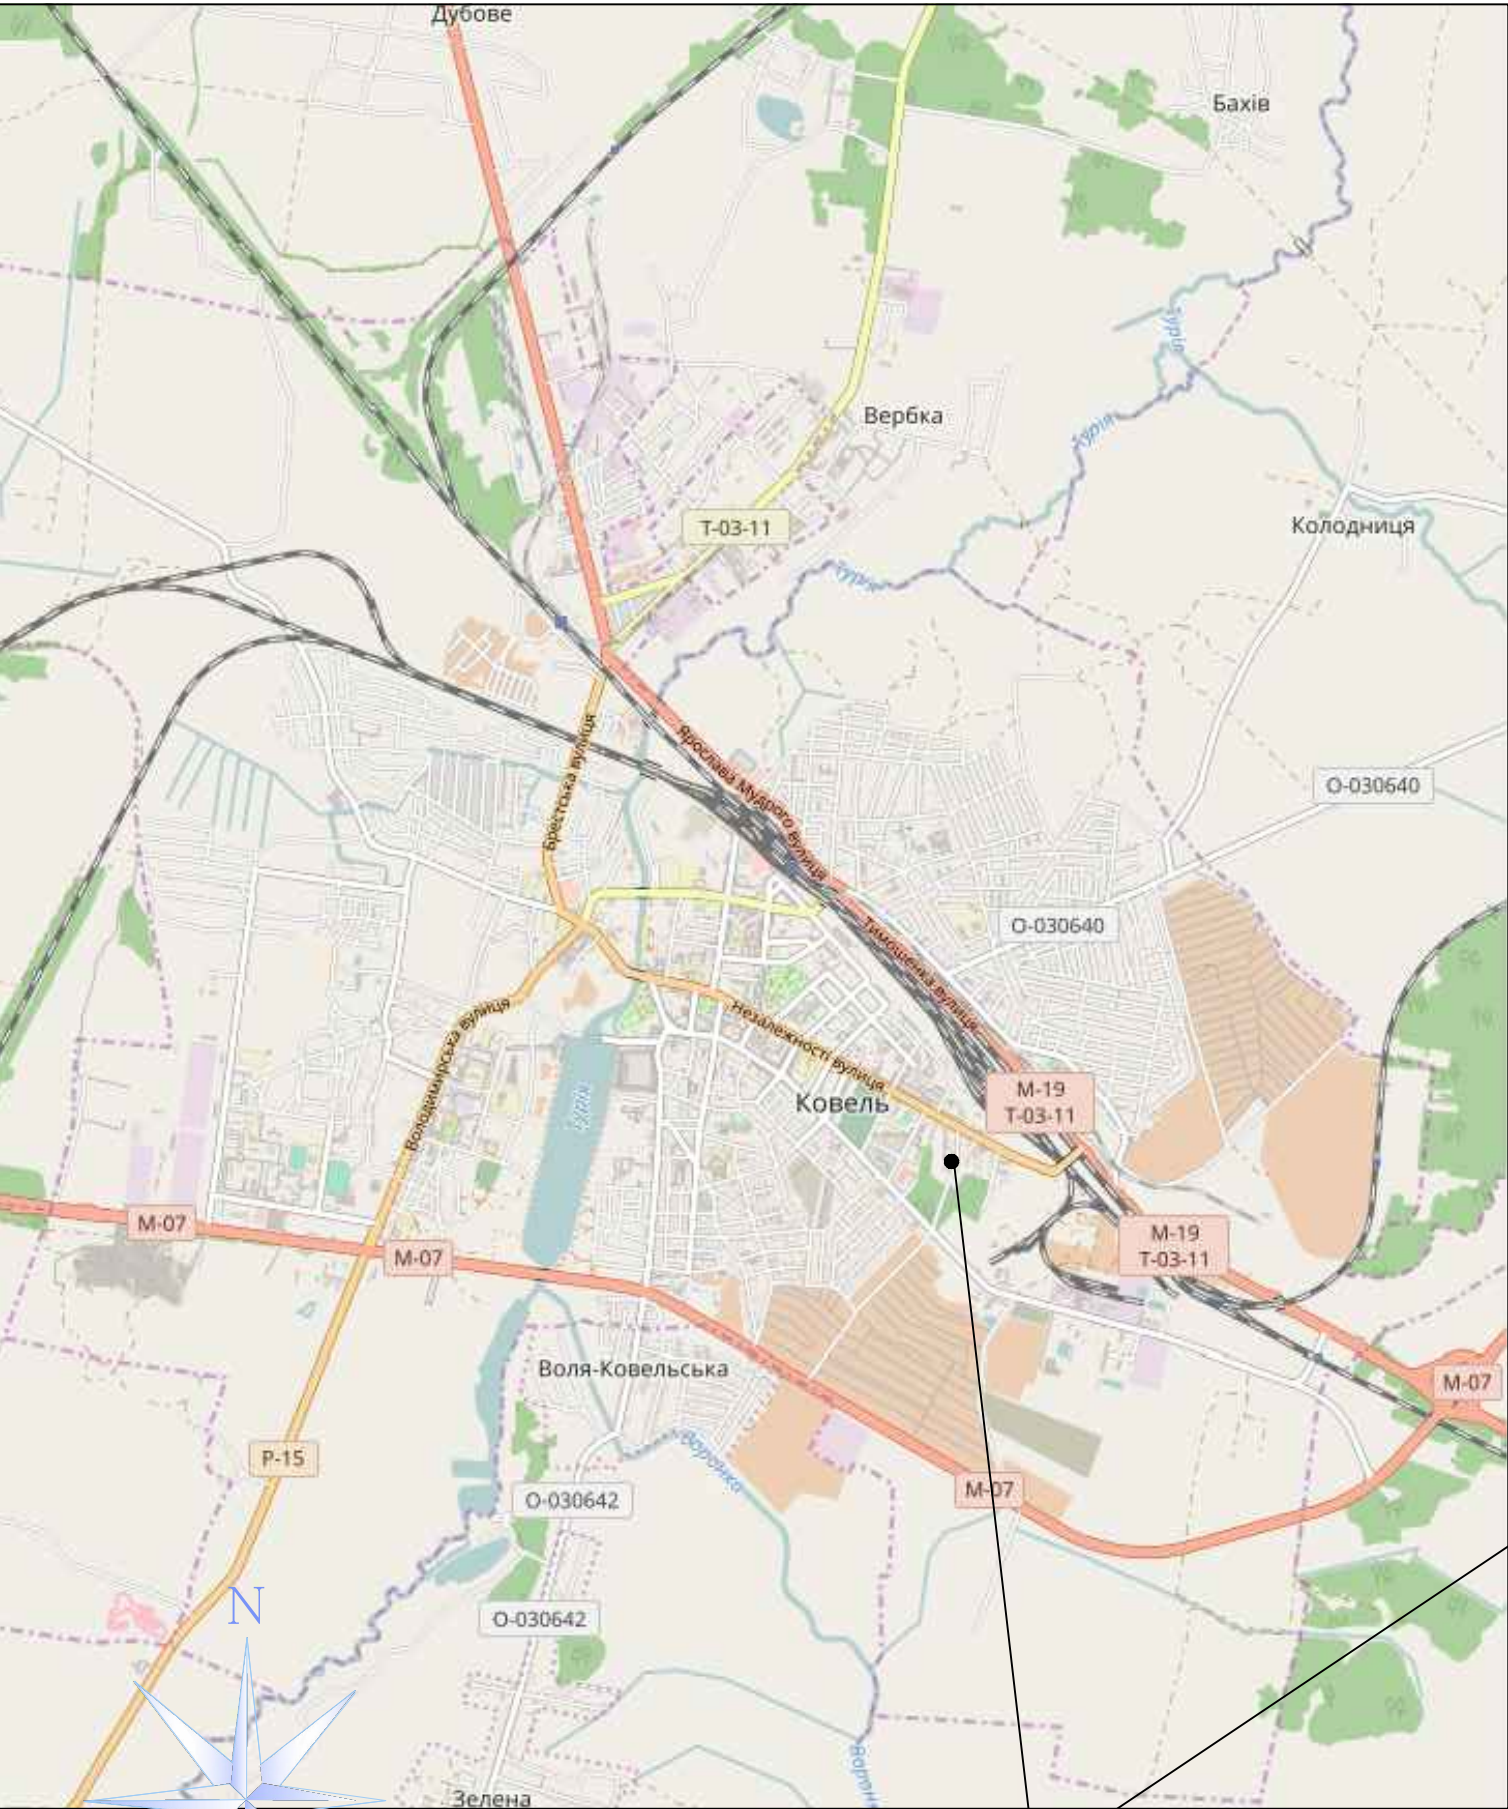 Дубове
Бахів
Турія
Вербка
Турія
Т-03-11
Колодниця
Турія
Брестська вулиця
Ярослава Мудрого вулиця
О-030640
О-030640
Тимошенка вулиця
Володимирська вулиця
Незалежності вулиця
М-19
Т-03-11
Ковель
Турія
М-07
М-07
М-19
Т-03-11
Воля-Ковельська
М-07
Р-15
Воронка
О-030642
М-07
N
О-030642
Зелена